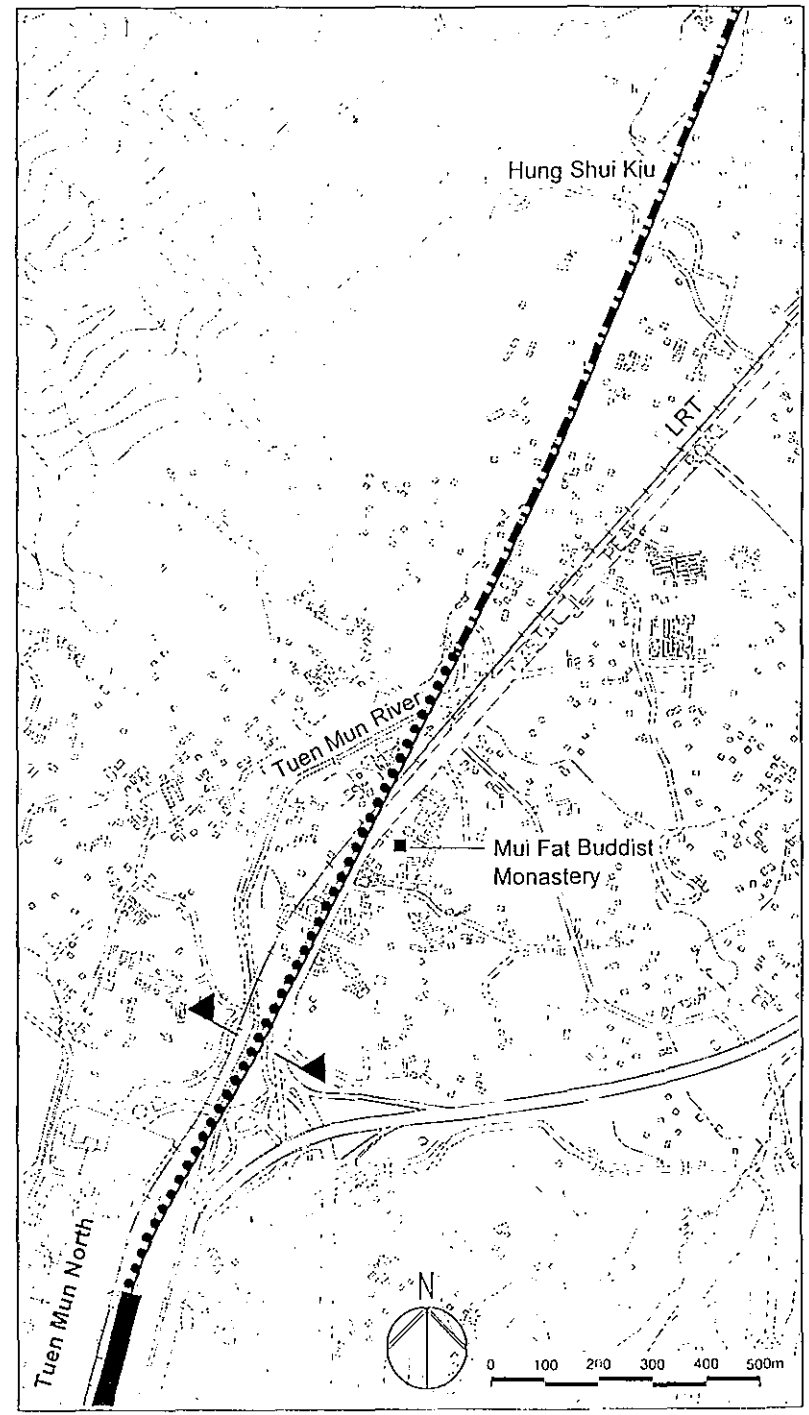 Hung Shui Kiu
LRT
Tuen Mun River
Mui Fat Buddist
Monastery
Tuen Mun North
N
0 100 200 300 400 500m